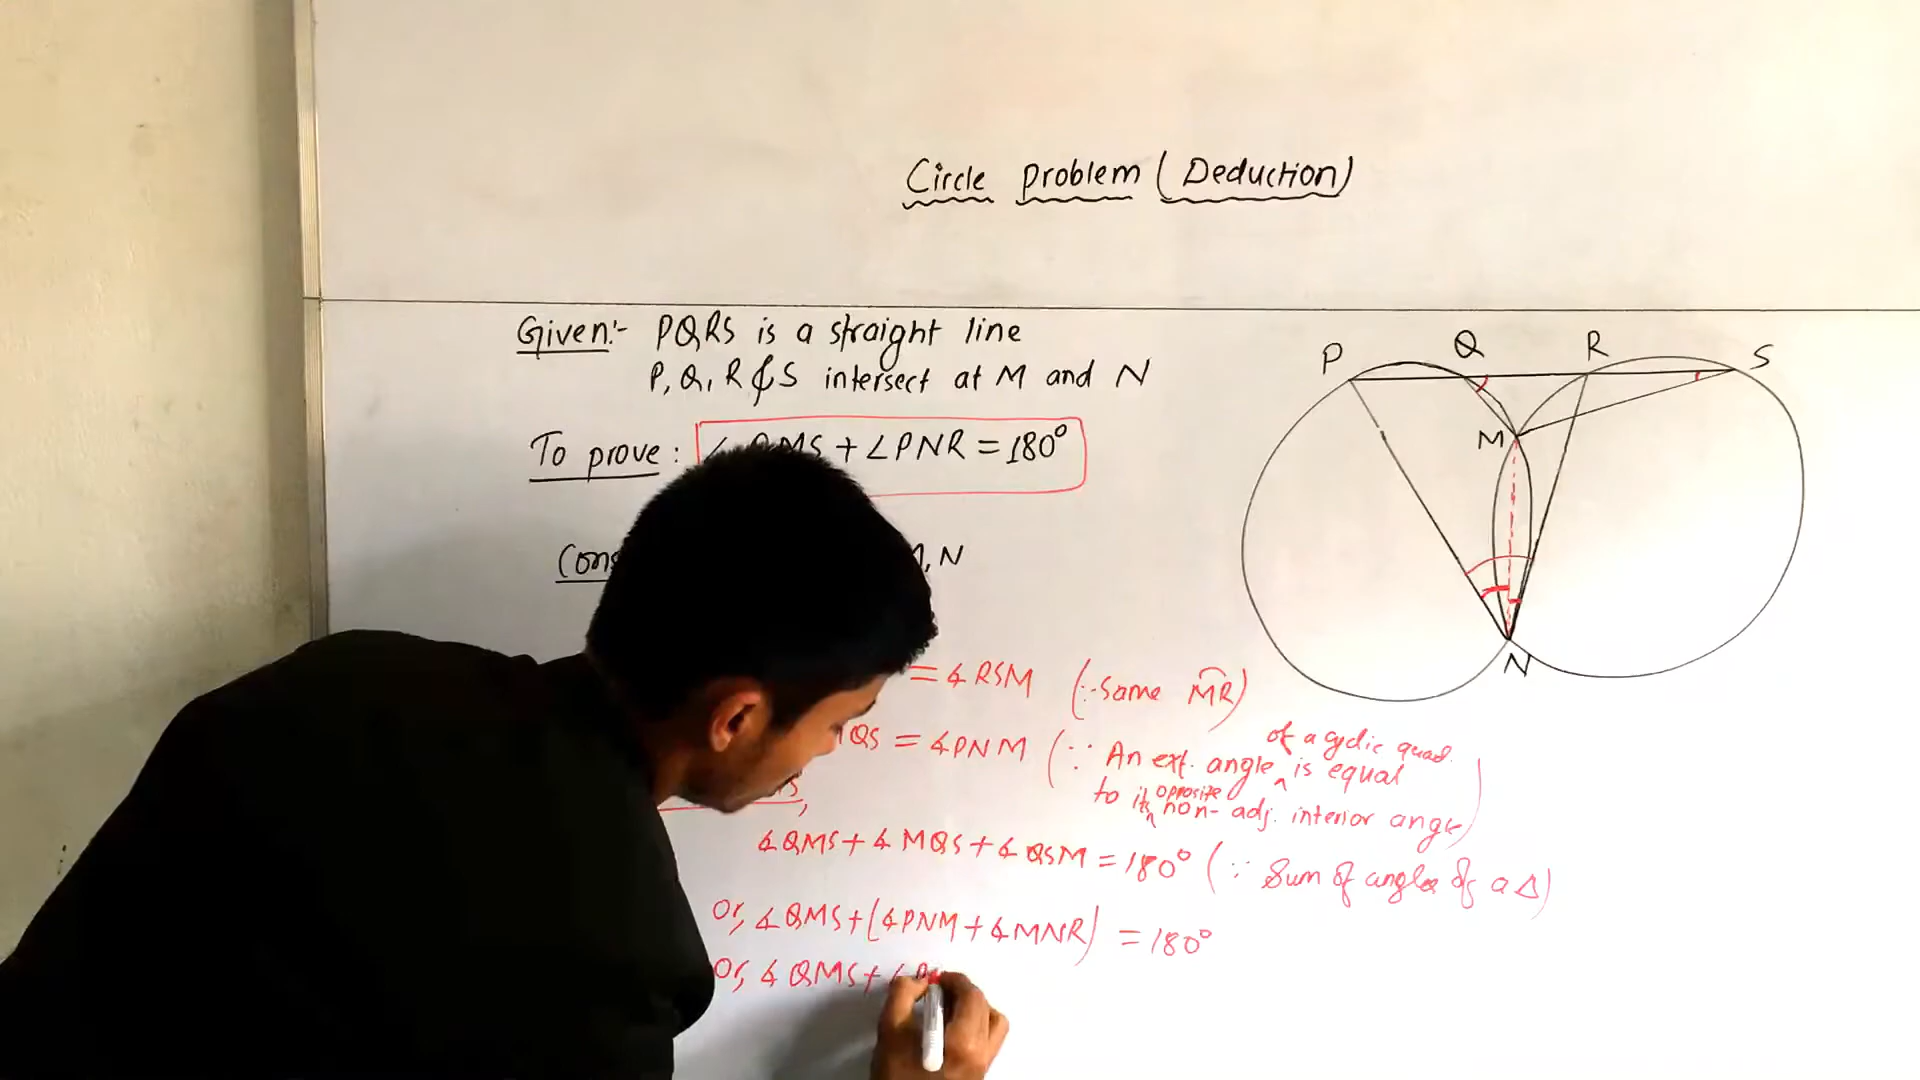 Circle Problem (Deduction)
Given:- PQRS is a straight line
P, Q, R & S intersect at M and N
To prove : MS + ∠PNR = 180°
Cons , N
= ∡RSM (∵ same MR)
QS = ∡PNM (∵ An ext. angle of a cyclic quad. is equal
to its opposite non-adj. interior angle)
∡QMS + ∡MQS + ∡QSM = 180° (∵ Sum of angles of a Δ)
Or, ∡QMS + (∡PNM + ∡MNR) = 180°
Or, ∡QMS + ∠P
P
Q
R
S
M
N